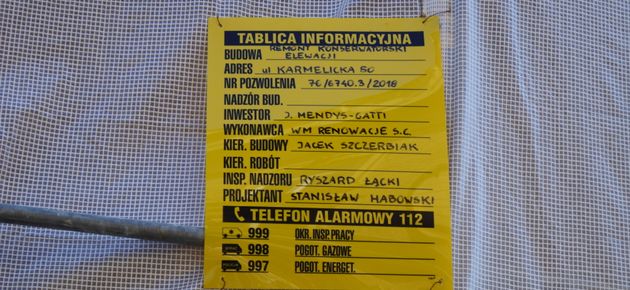 TABLICA INFORMACYJNA
BUDOWA REMONT KONSERWATORSKI ELEWACJI
ADRES ul KARMELICKA 50
NR POZWOLENIA 76/6740.3/2018
NADZÓR BUD.
INWESTOR J. MENDYS-GATTI
WYKONAWCA WM RENOWACJE S.C.
KIER. BUDOWY JACEK SZCZERBIAK
KIER. ROBÓT
INSP. NADZORU RYSZARD ŁĄCKI
PROJEKTANT STANISŁAW HABOWSKI
TELEFON ALARMOWY 112
999 OKR. INSP. PRACY
998 POGOT. GAZOWE
997 POGOT. ENERGET.